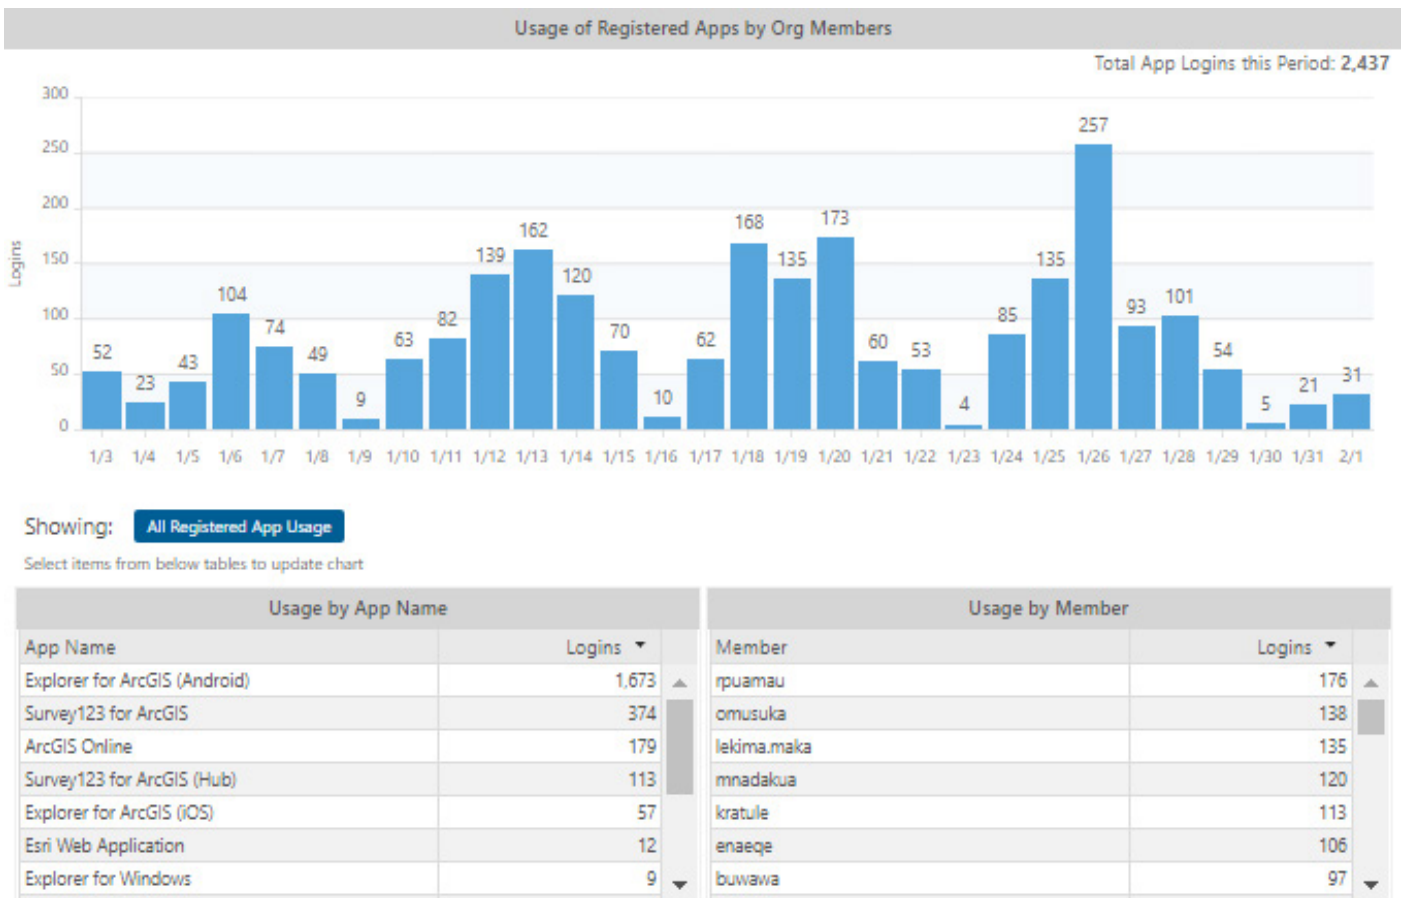 Usage of Registered Apps by Org Members
Total App Logins this Period: 2,437
300
250
200
150
100
50
0
Logins
52
23
43
104
74
49
9
63
82
139
162
120
70
10
62
168
135
173
60
53
4
85
135
257
93
101
54
5
21
31
1/3 1/4 1/5 1/6 1/7 1/8 1/9 1/10 1/11 1/12 1/13 1/14 1/15 1/16 1/17 1/18 1/19 1/20 1/21 1/22 1/23 1/24 1/25 1/26 1/27 1/28 1/29 1/30 1/31 2/1
Showing: All Registered App Usage
Select items from below tables to update chart
Usage by App Name
App Name Logins
Explorer for ArcGIS (Android) 1,673
Survey123 for ArcGIS 374
ArcGIS Online 179
Survey123 for ArcGIS (Hub) 113
Explorer for ArcGIS (iOS) 57
Esri Web Application 12
Explorer for Windows 9
Usage by Member
Member Logins
rpuamau 176
omusuka 138
lekima.maka 135
mnadakua 120
kratule 113
enaeqe 106
buwawa 97